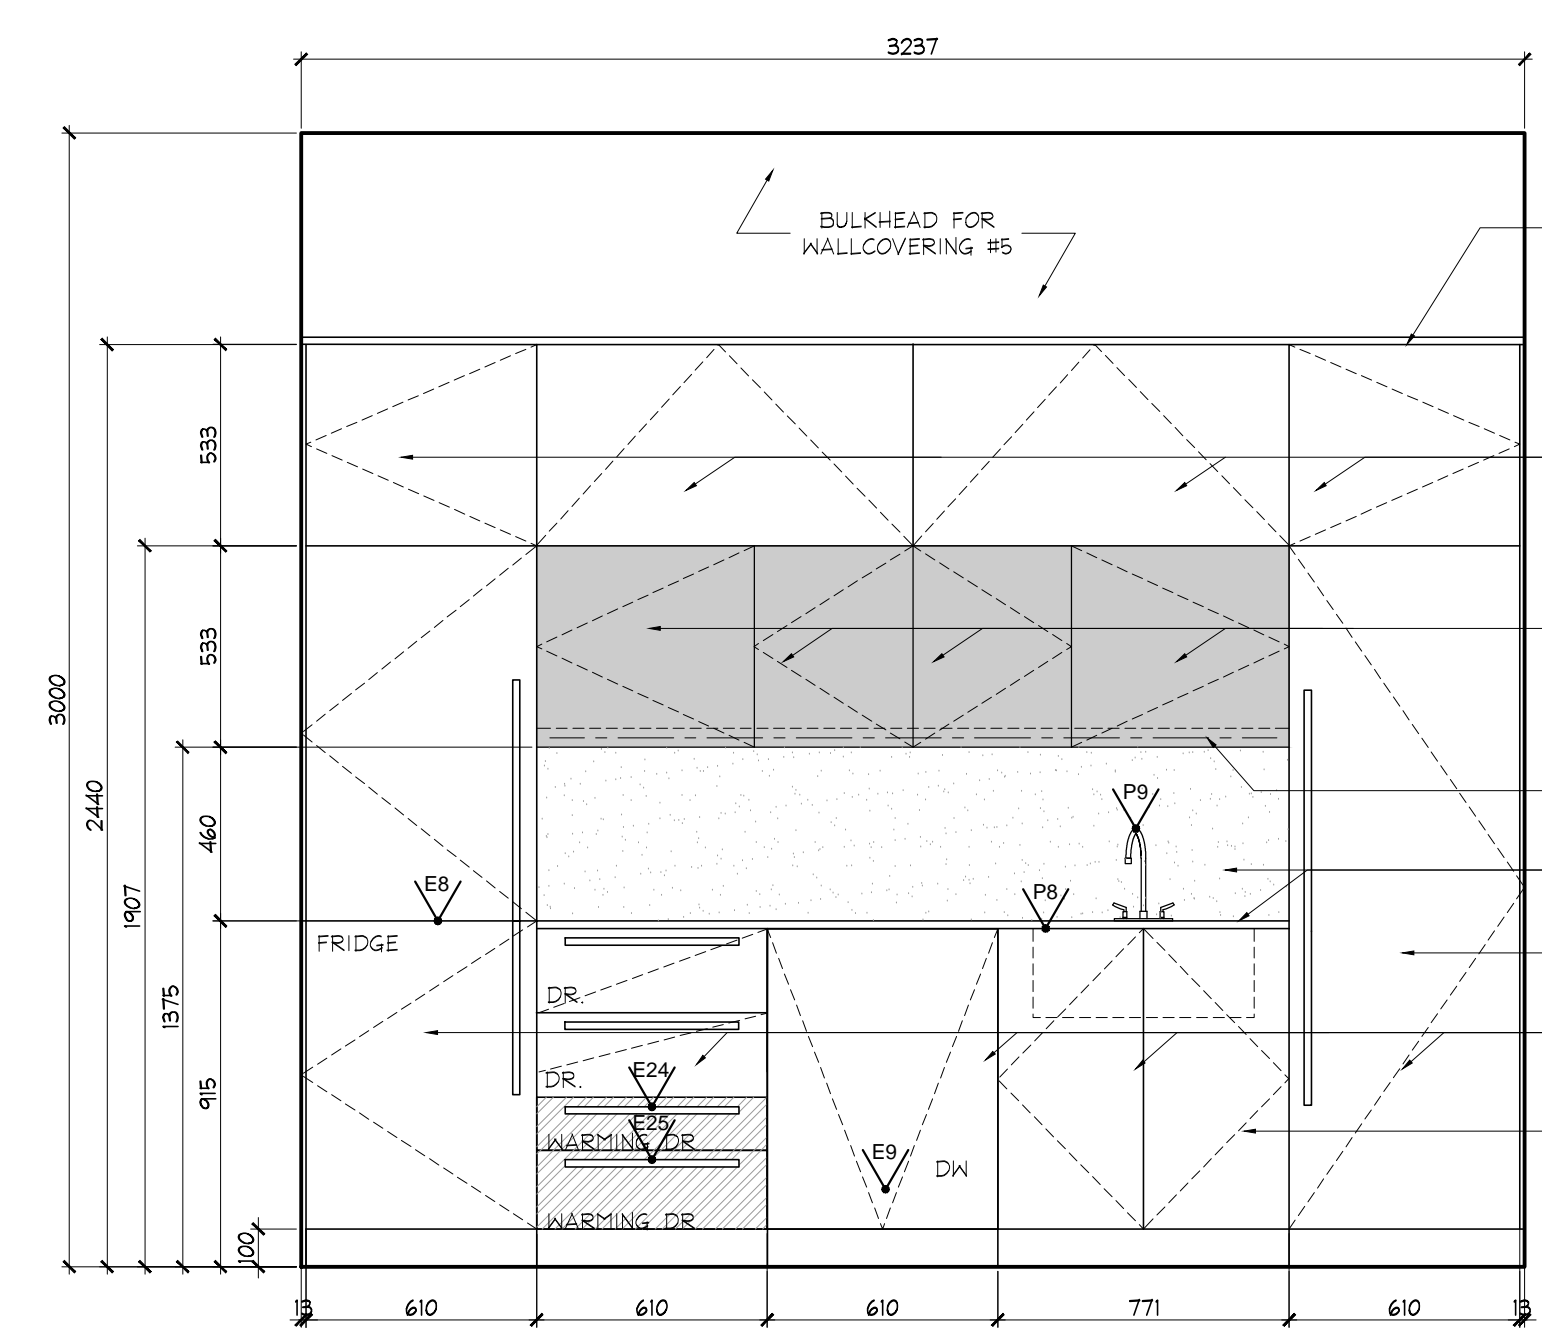 3237
BULKHEAD FOR
WALLCOVERING #5
533
533
3000
2440
460
1907
1375
915
100
P9
E8
P8
FRIDGE
DR.
DR.
E24
E25
WARMING DR
E9
DW
WARMING DR
13
610
610
610
771
610
13